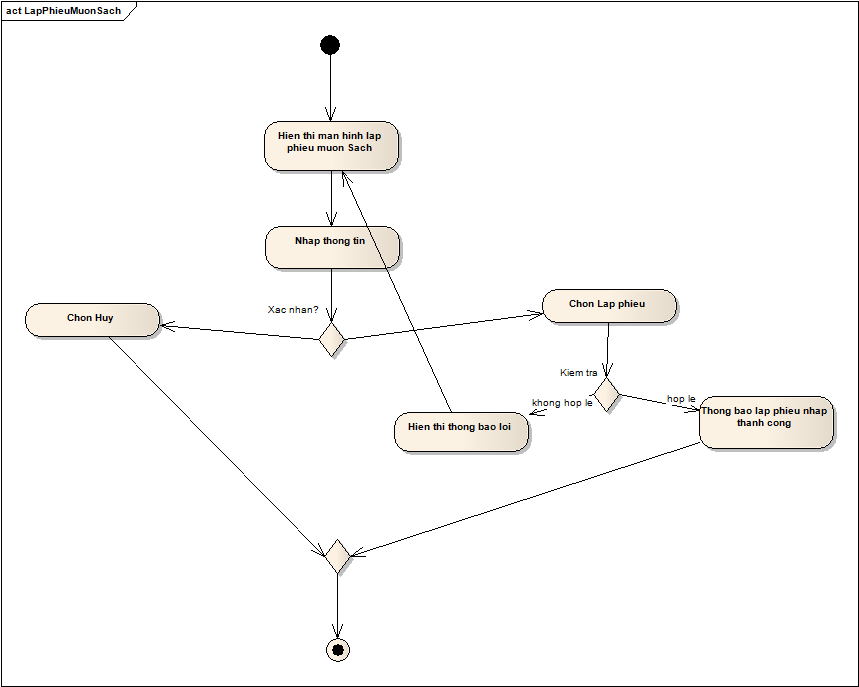 act LapPhieuMuonSach
Hien thi man hinh lap
phieu muon Sach
Nhap thong tin
Xac nhan?
Chon Huy
Chon Lap phieu
Kiem tra
khong hop le
hop le
Hien thi thong bao loi
Thong bao lap phieu nhap
thanh cong